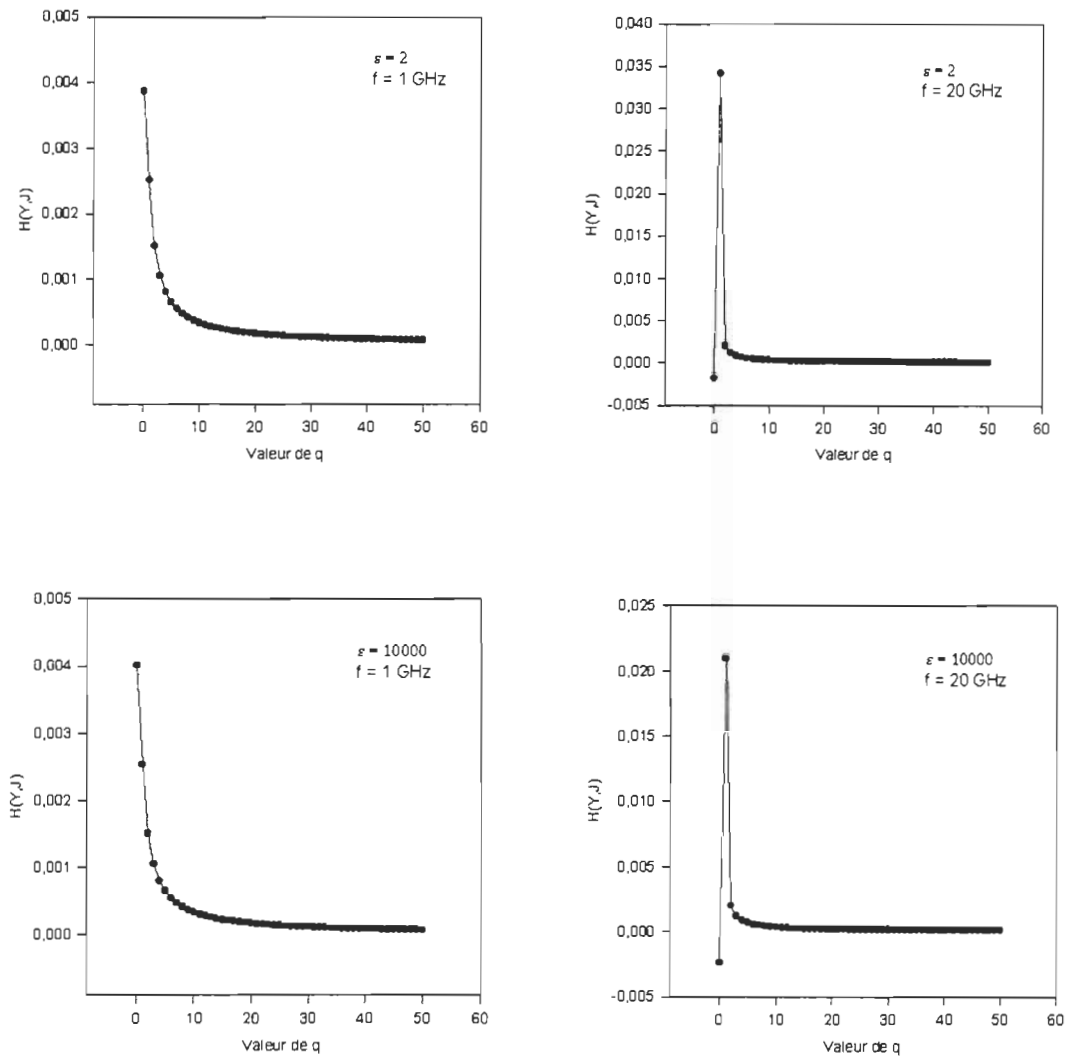 0,005
0,004
0,003
0,002
0,001
0,000
H(Y,J)
ε = 2
f = 1 GHz
0 10 20 30 40 50 60
Valeur de q
0,040
0,035
0,030
0,025
0,020
0,015
0,010
0,005
0,000
-0,005
H(Y,J)
ε = 2
f = 20 GHz
0 10 20 30 40 50 60
Valeur de q
0,005
0,004
0,003
0,002
0,001
0,000
H(Y,J)
ε = 10000
f = 1 GHz
0 10 20 30 40 50 60
Valeur de q
0,025
0,020
0,015
0,010
0,005
0,000
-0,005
H(Y,J)
ε = 10000
f = 20 GHz
0 10 20 30 40 50 60
Valeur de q